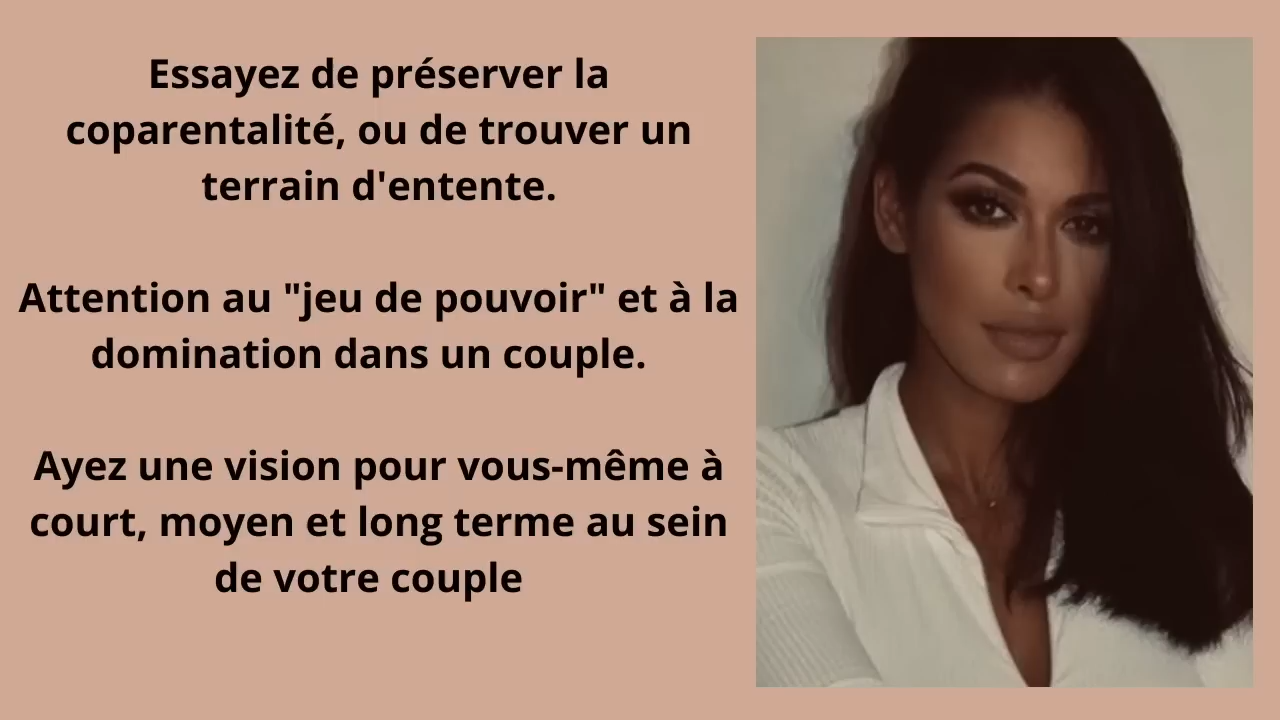 Essayez de préserver la
coparentalité, ou de trouver un
terrain d'entente.
Attention au "jeu de pouvoir" et à la
domination dans un couple.
Ayez une vision pour vous-même à
court, moyen et long terme au sein
de votre couple